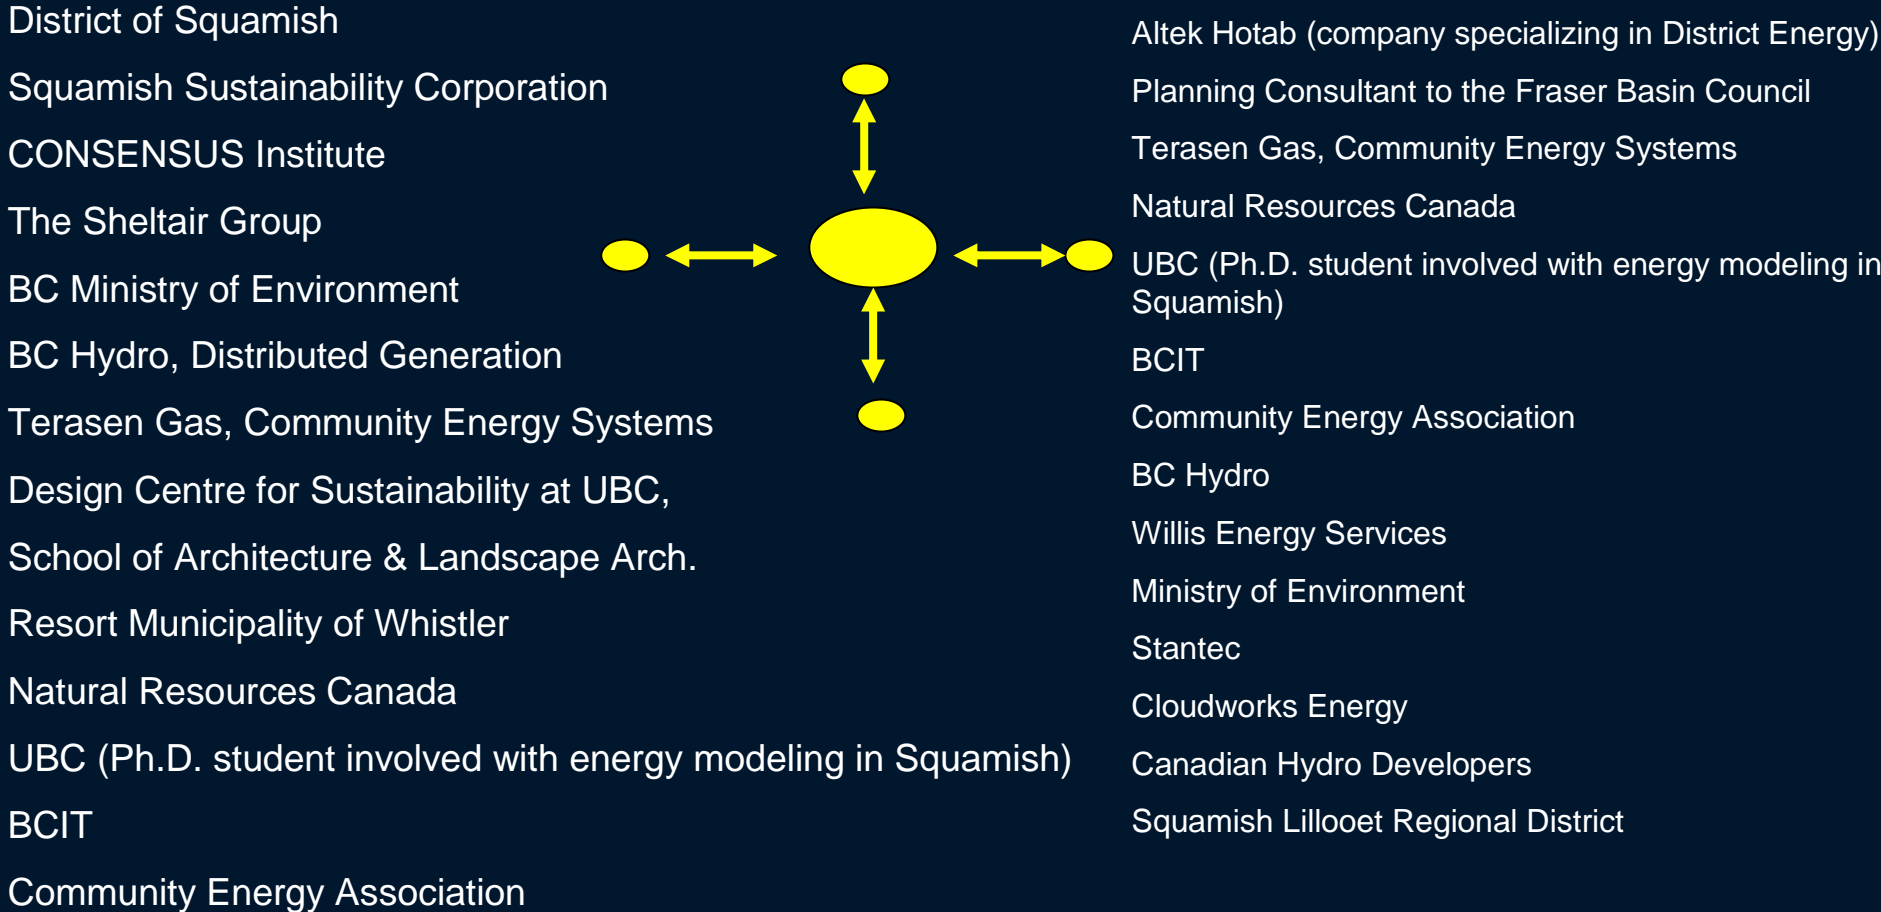 District of Squamish
Squamish Sustainability Corporation
CONSENSUS Institute
The Sheltair Group
BC Ministry of Environment
BC Hydro, Distributed Generation
Terasen Gas, Community Energy Systems
Design Centre for Sustainability at UBC,
School of Architecture & Landscape Arch.
Resort Municipality of Whistler
Natural Resources Canada
UBC (Ph.D. student involved with energy modeling in Squamish)
BCIT
Community Energy Association
Altek Hotab (company specializing in District Energy)
Planning Consultant to the Fraser Basin Council
Terasen Gas, Community Energy Systems
Natural Resources Canada
UBC (Ph.D. student involved with energy modeling in
Squamish)
BCIT
Community Energy Association
BC Hydro
Willis Energy Services
Ministry of Environment
Stantec
Cloudworks Energy
Canadian Hydro Developers
Squamish Lillooet Regional District